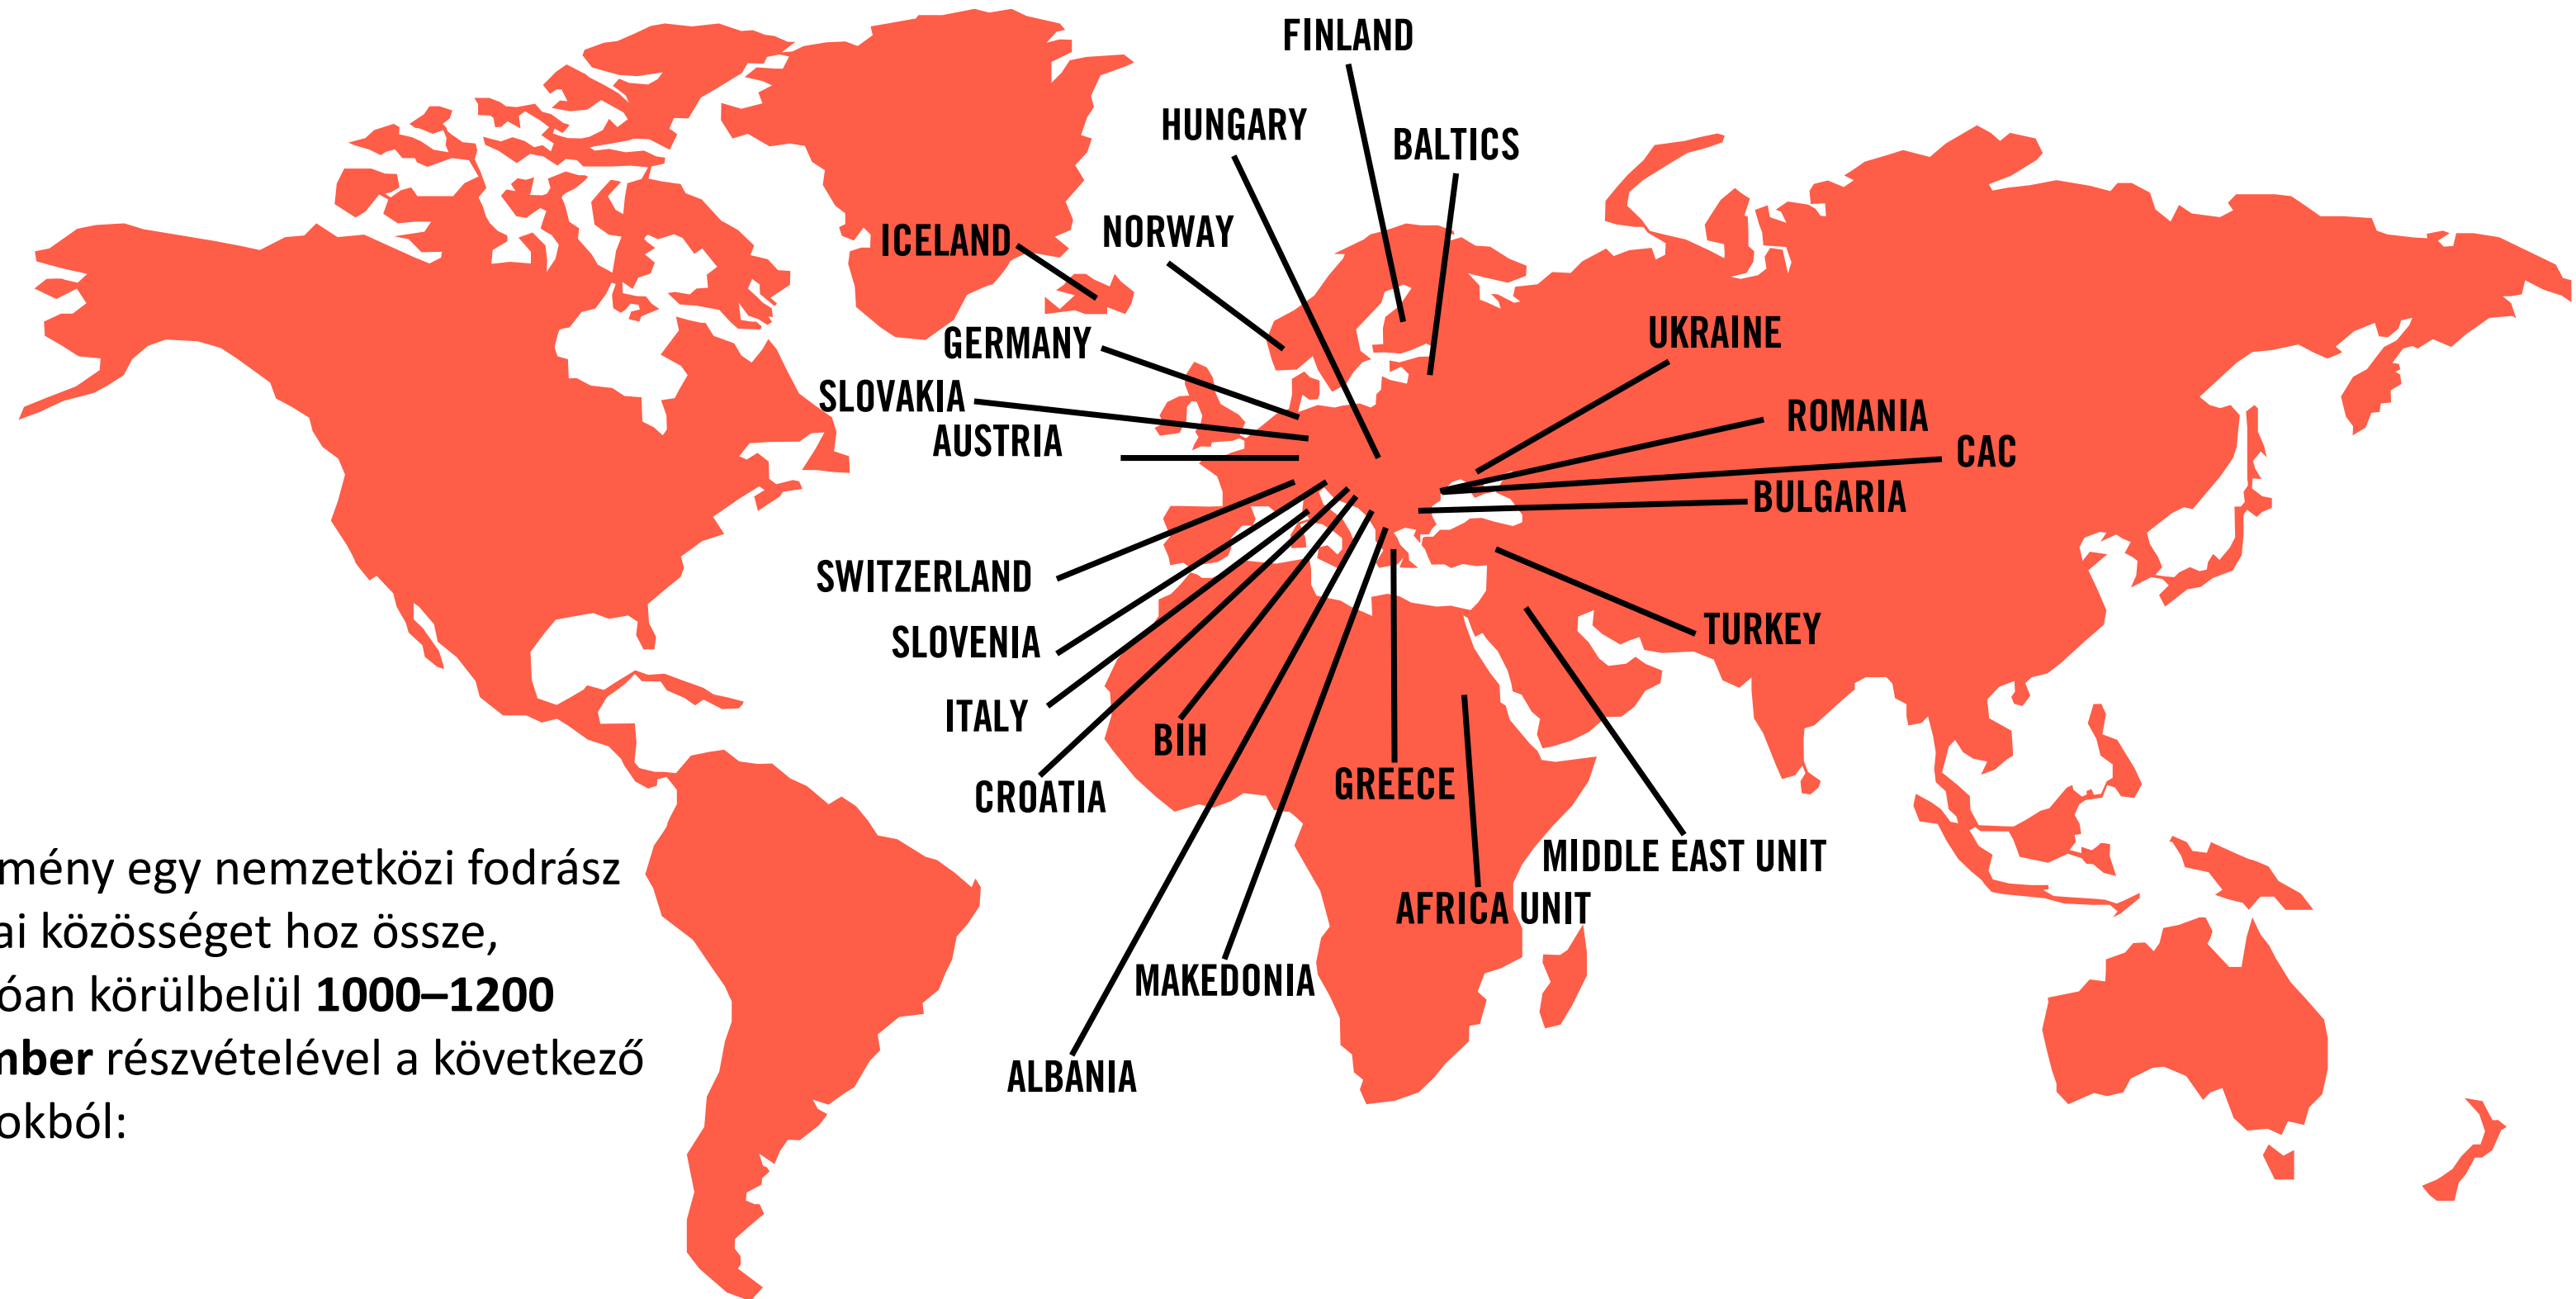 FINLAND
HUNGARY
BALTICS
ICELAND
NORWAY
GERMANY
UKRAINE
SLOVAKIA
AUSTRIA
ROMANIA
CAC
BULGARIA
SWITZERLAND
SLOVENIA
TURKEY
ITALY
BIH
CROATIA
GREECE
MIDDLE EAST UNIT
AFRICA UNIT
MAKEDONIA
ALBANIA
mény egy nemzetközi fodrász
ai közösséget hoz össze,
óan körülbelül 1000–1200
mber részvételével a következő
okból: